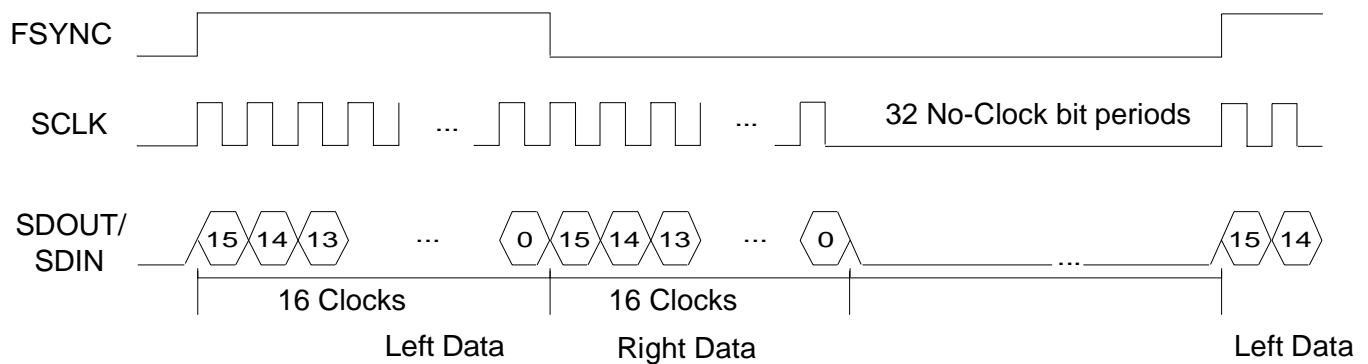 FSYNC
SCLK
...
...
32 No-Clock bit periods
SDOUT/
SDIN
15 14 13 ... 0 15 14 13 ... 0 ... 15 14
16 Clocks
16 Clocks
Left Data
Right Data
Left Data